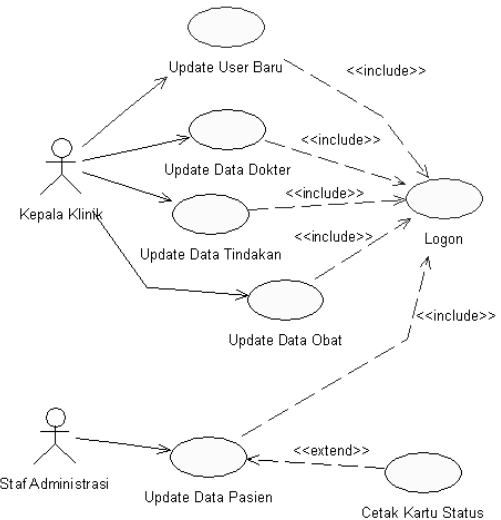 Update User Baru
<<include>>
<<include>>
Update Data Dokter
<<include>>
Kepala Klinik
<<include>>
Logon
Update Data Tindakan
<<include>>
Update Data Obat
<<extend>>
Staf Administrasi
Update Data Pasien
Cetak Kartu Status